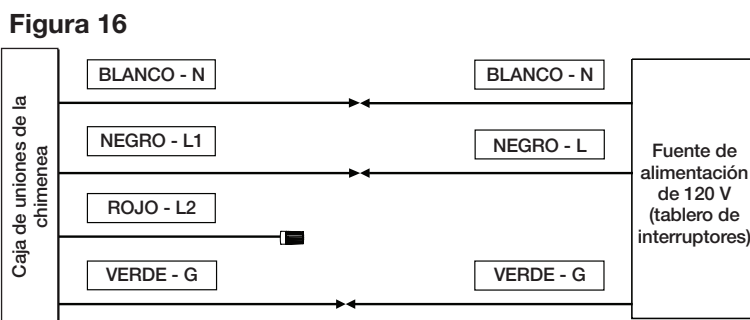 Figura 16
BLANCO - N
BLANCO - N
NEGRO - L1
NEGRO - L
ROJO - L2
VERDE - G
VERDE - G
Caja de uniones de la
chimenea
Fuente de
alimentación
de 120 V
(tablero de
interruptores)